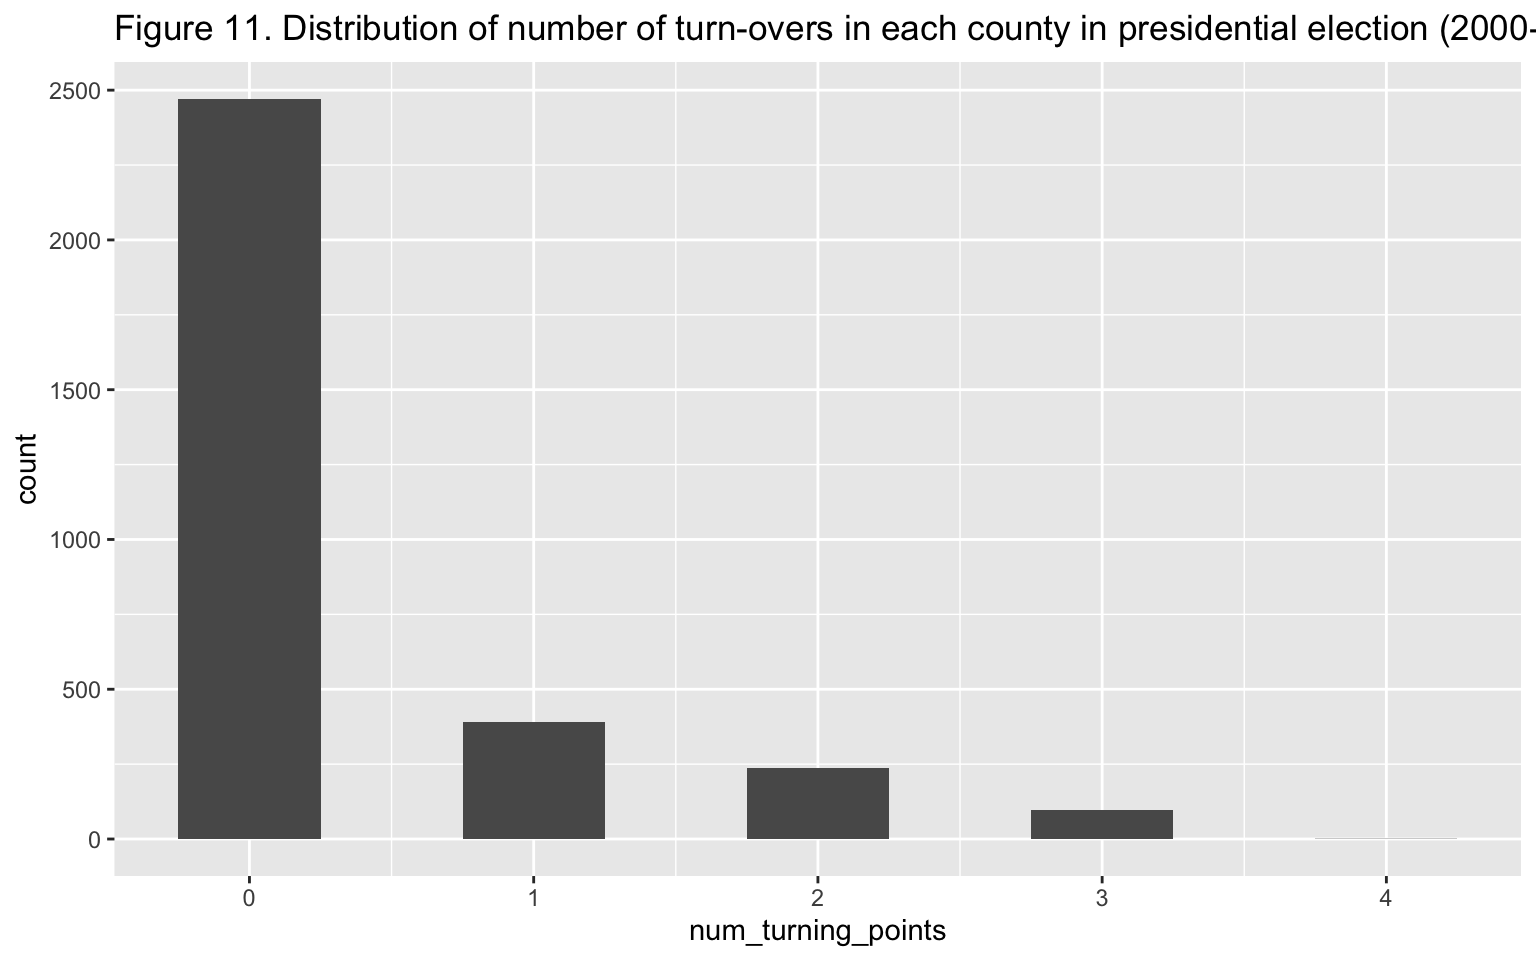 Figure 11. Distribution of number of turn-overs in each county in presidential election (2000-
2500
2000
1500
1000
500
0
count
0 1 2 3 4
num_turning_points